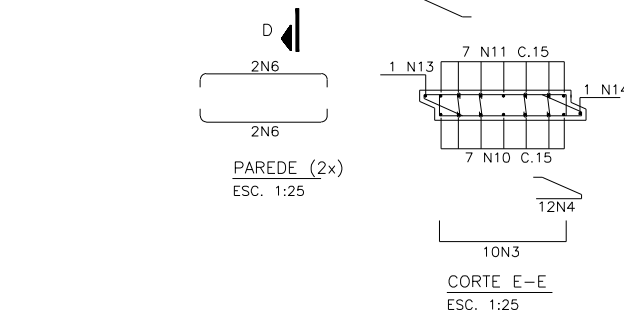 D
2N6
2N6
PAREDE (2x)
ESC. 1:25
7 N11 C.15
1 N13
1 N14
7 N10 C.15
12N4
10N3
CORTE E-E
ESC. 1:25